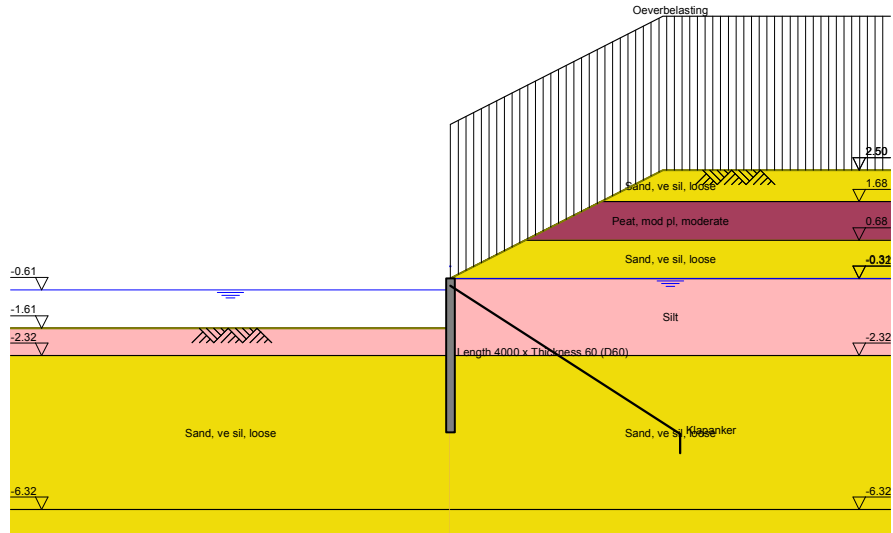 Oeverbelasting
2.50
Sand, ve sil, loose
1.68
Peat, mod pl, moderate
0.68
Sand, ve sil, loose
-0.61
Silt
-1.61
-2.32
Length 4000 x Thickness 60 (D60)
-2.32
Sand, ve sil, loose
Sand, ve sil, loose
Klapanker
-6.32
-6.32